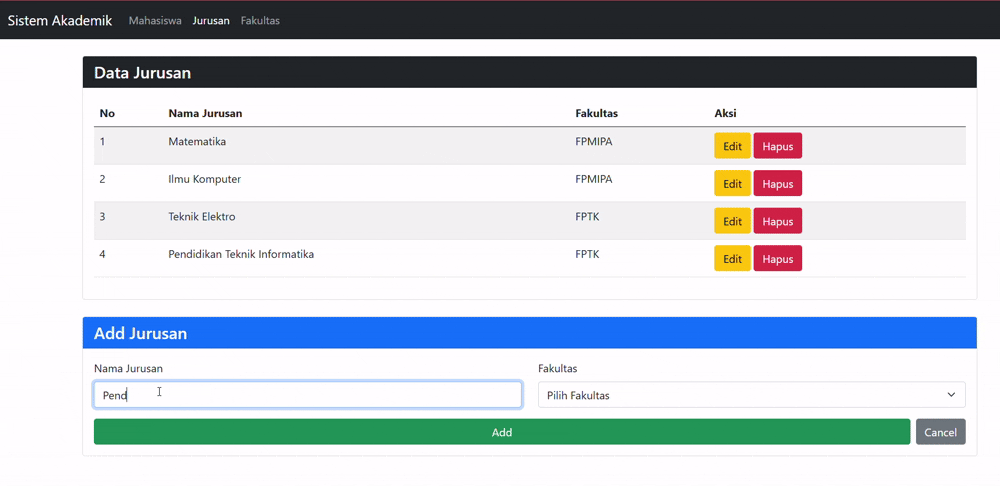 Sistem Akademik Mahasiswa Jurusan Fakultas
Data Jurusan
No Nama Jurusan Fakultas Aksi
1 Matematika FPMIPA Edit Hapus
2 Ilmu Komputer FPMIPA Edit Hapus
3 Teknik Elektro FPTK Edit Hapus
4 Pendidikan Teknik Informatika FPTK Edit Hapus
Add Jurusan
Nama Jurusan Fakultas
Pend Pilih Fakultas
Add Cancel